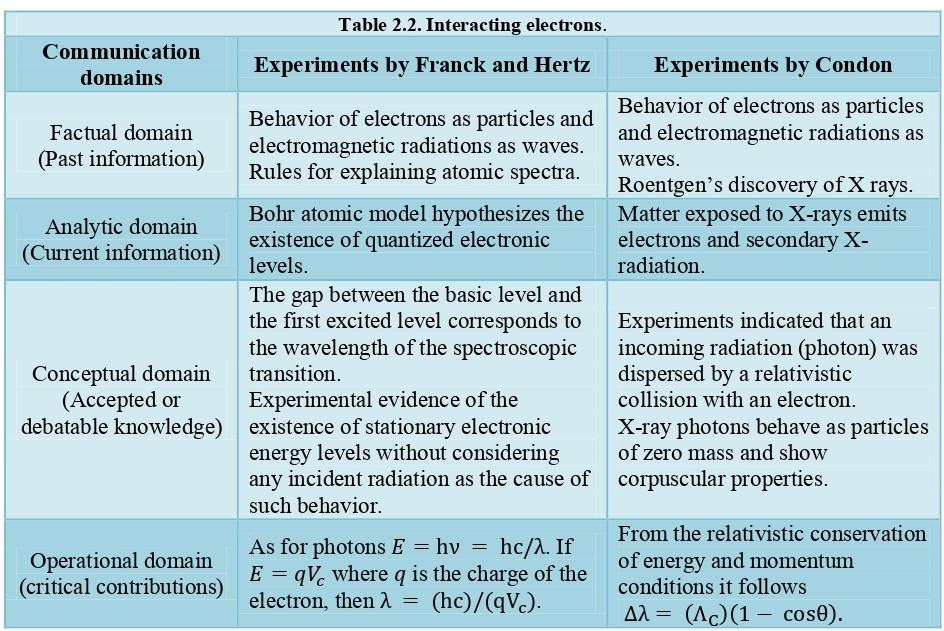 Table 2.2. Interacting electrons.
Communication
domains
Experiments by Franck and Hertz
Experiments by Condon
Factual domain
(Past information)
Behavior of electrons as particles and
electromagnetic radiations as waves.
Rules for explaining atomic spectra.
Behavior of electrons as particles
and electromagnetic radiations as
waves.
Roentgen’s discovery of X rays.
Analytic domain
(Current information)
Bohr atomic model hypothesizes the
existence of quantized electronic
levels.
Matter exposed to X-rays emits
electrons and secondary X-
radiation.
Conceptual domain
(Accepted or
debatable knowledge)
The gap between the basic level and
the first excited level corresponds to
the wavelength of the spectroscopic
transition.
Experimental evidence of the
existence of stationary electronic
energy levels without considering
any incident radiation as the cause of
such behavior.
Experiments indicated that an
incoming radiation (photon) was
dispersed by a relativistic
collision with an electron.
X-ray photons behave as particles
of zero mass and show
corpuscular properties.
Operational domain
(critical contributions)
As for photons E = hν = hc/λ. If
E = qV_c where q is the charge of the
electron, then λ = (hc)/(qV_c).
From the relativistic conservation
of energy and momentum
conditions it follows
Δλ = (Λ_C)(1 − cosθ).